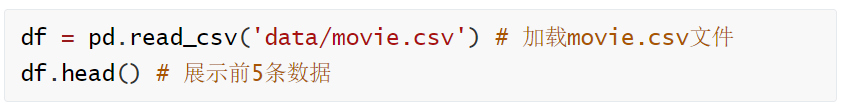 df = pd.read_csv('data/movie.csv') # 加载movie.csv文件
df.head() # 展示前5条数据